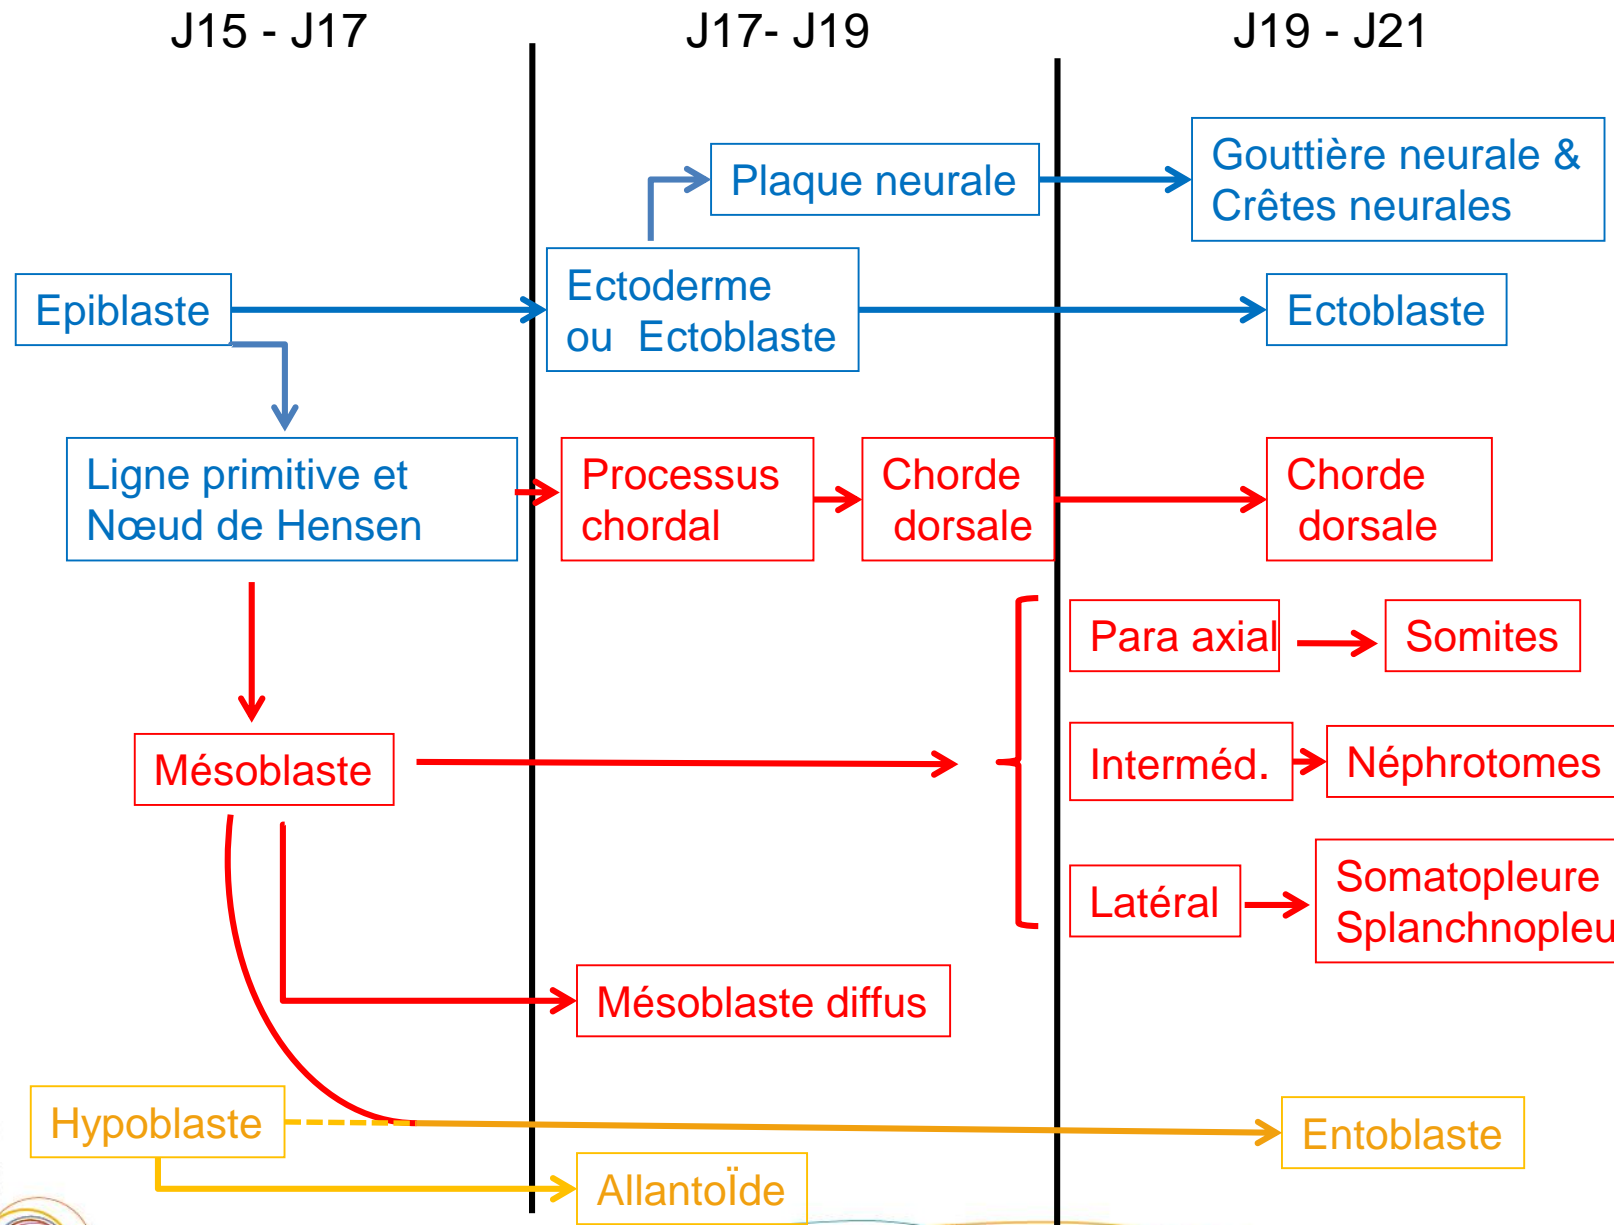 J15 - J17
J17- J19
J19 - J21
Plaque neurale
Gouttière neurale &
Crêtes neurales
Epiblaste
Ectoderme
ou Ectoblaste
Ectoblaste
Ligne primitive et
Nœud de Hensen
Processus
chordal
Chorde
dorsale
Chorde
dorsale
Para axial
Somites
Mésoblaste
Interméd.
Néphrotomes
Latéral
Somatopleure
Splanchnopleu
Mésoblaste diffus
Hypoblaste
Entoblaste
AllantoÏde